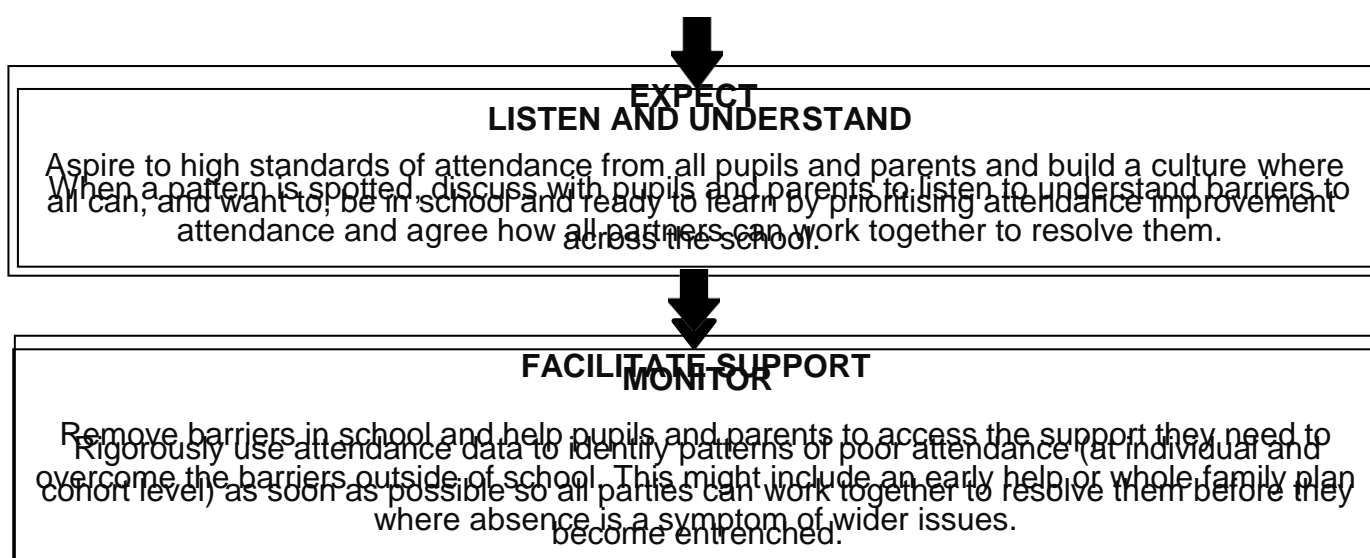 EXPECT
Aspire to high standards of attendance from all pupils and parents and build a culture where
all can, and want to, be in school and ready to learn by prioritising attendance improvement
across the school.
LISTEN AND UNDERSTAND
When a pattern is spotted, discuss with pupils and parents to listen to understand barriers to
attendance and agree how all partners can work together to resolve them.
FACILITATE SUPPORT
Remove barriers in school and help pupils and parents to access the support they need to
overcome the barriers outside of school. This might include an early help or whole family plan
where absence is a symptom of wider issues.
MONITOR
Rigorously use attendance data to identify patterns of poor attendance (at individual and
cohort level) as soon as possible so all parties can work together to resolve them before they
become entrenched.